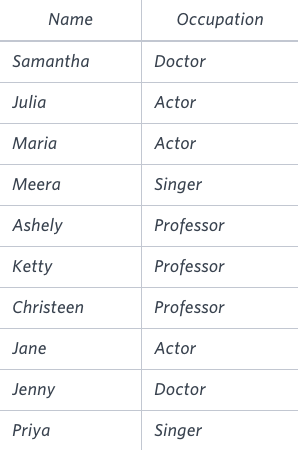 Name Occupation
Samantha Doctor
Julia Actor
Maria Actor
Meera Singer
Ashely Professor
Ketty Professor
Christeen Professor
Jane Actor
Jenny Doctor
Priya Singer